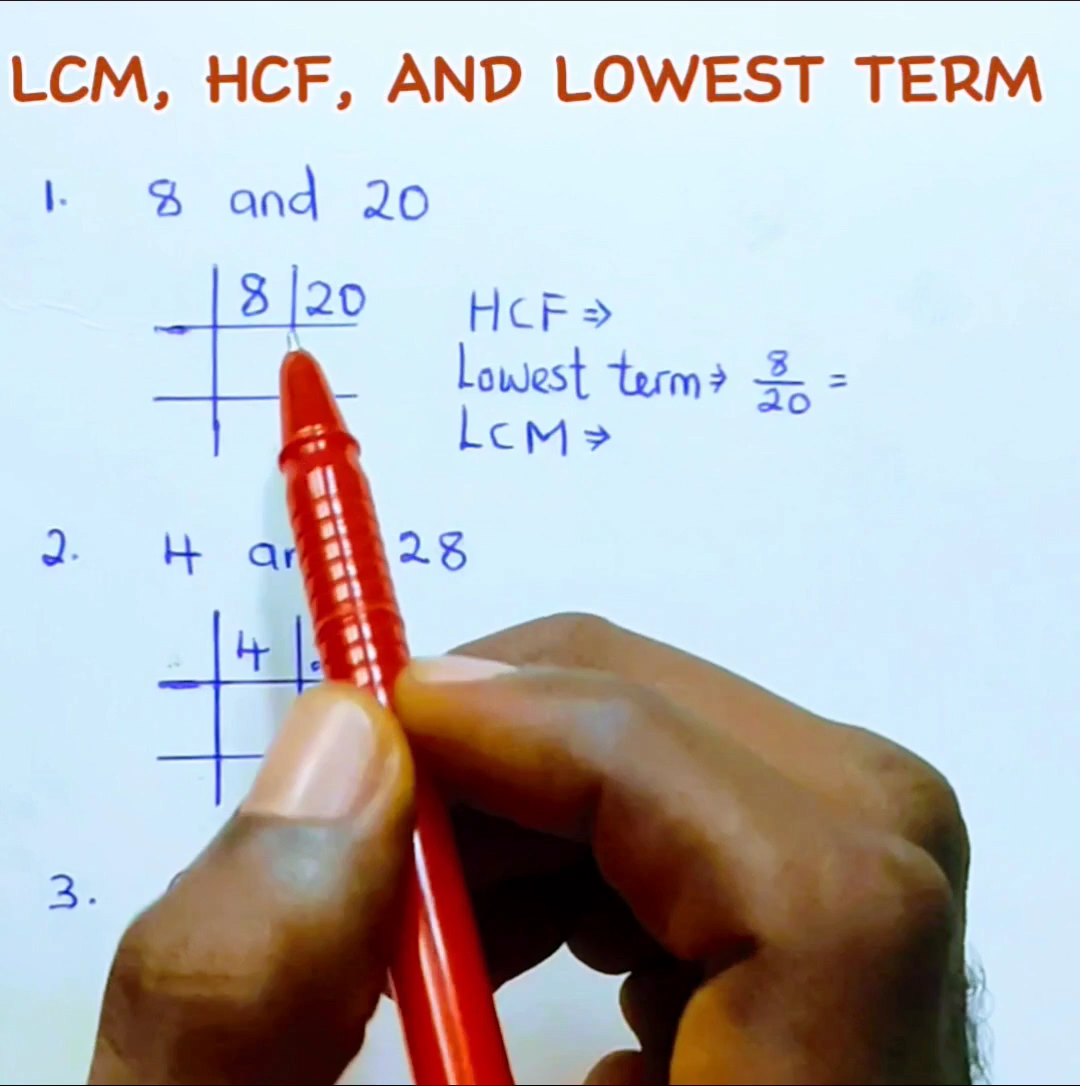 LCM, HCF, AND LOWEST TERM
1. 8 and 20
8 | 20
HCF ⇒
Lowest term ⇒ 8/20 =
LCM ⇒
2. 4 28
4
3.